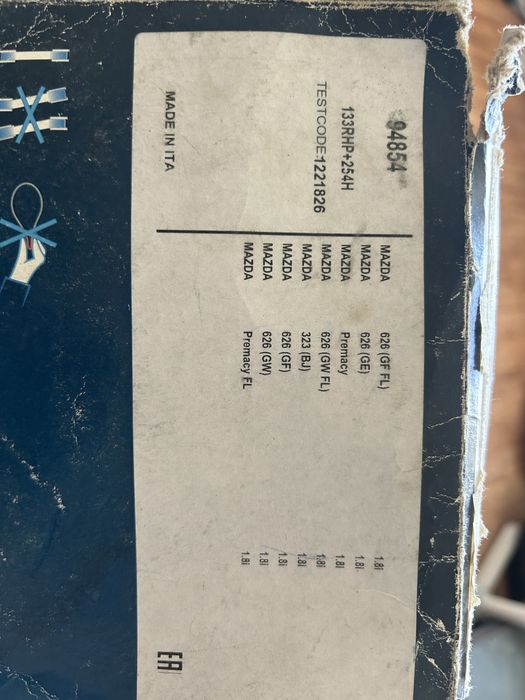 94854
133RHP+254H
TESTCODE1221826
MADE IN ITA
MAZDA 626 (GF FL) 1.8i
MAZDA 626 (GE) 1.8i
MAZDA Premacy 1.8i
MAZDA 626 (GW FL) 1.8i
MAZDA 323 (BJ) 1.8i
MAZDA 626 (GF) 1.8i
MAZDA 626 (GW) 1.8i
MAZDA Premacy FL 1.8i
EAC